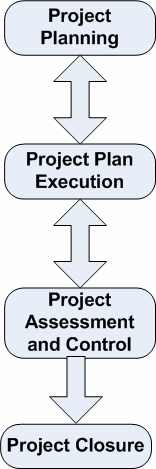 Project
Planning
Project Plan
Execution
Project
Assessment
and Control
Project Closure